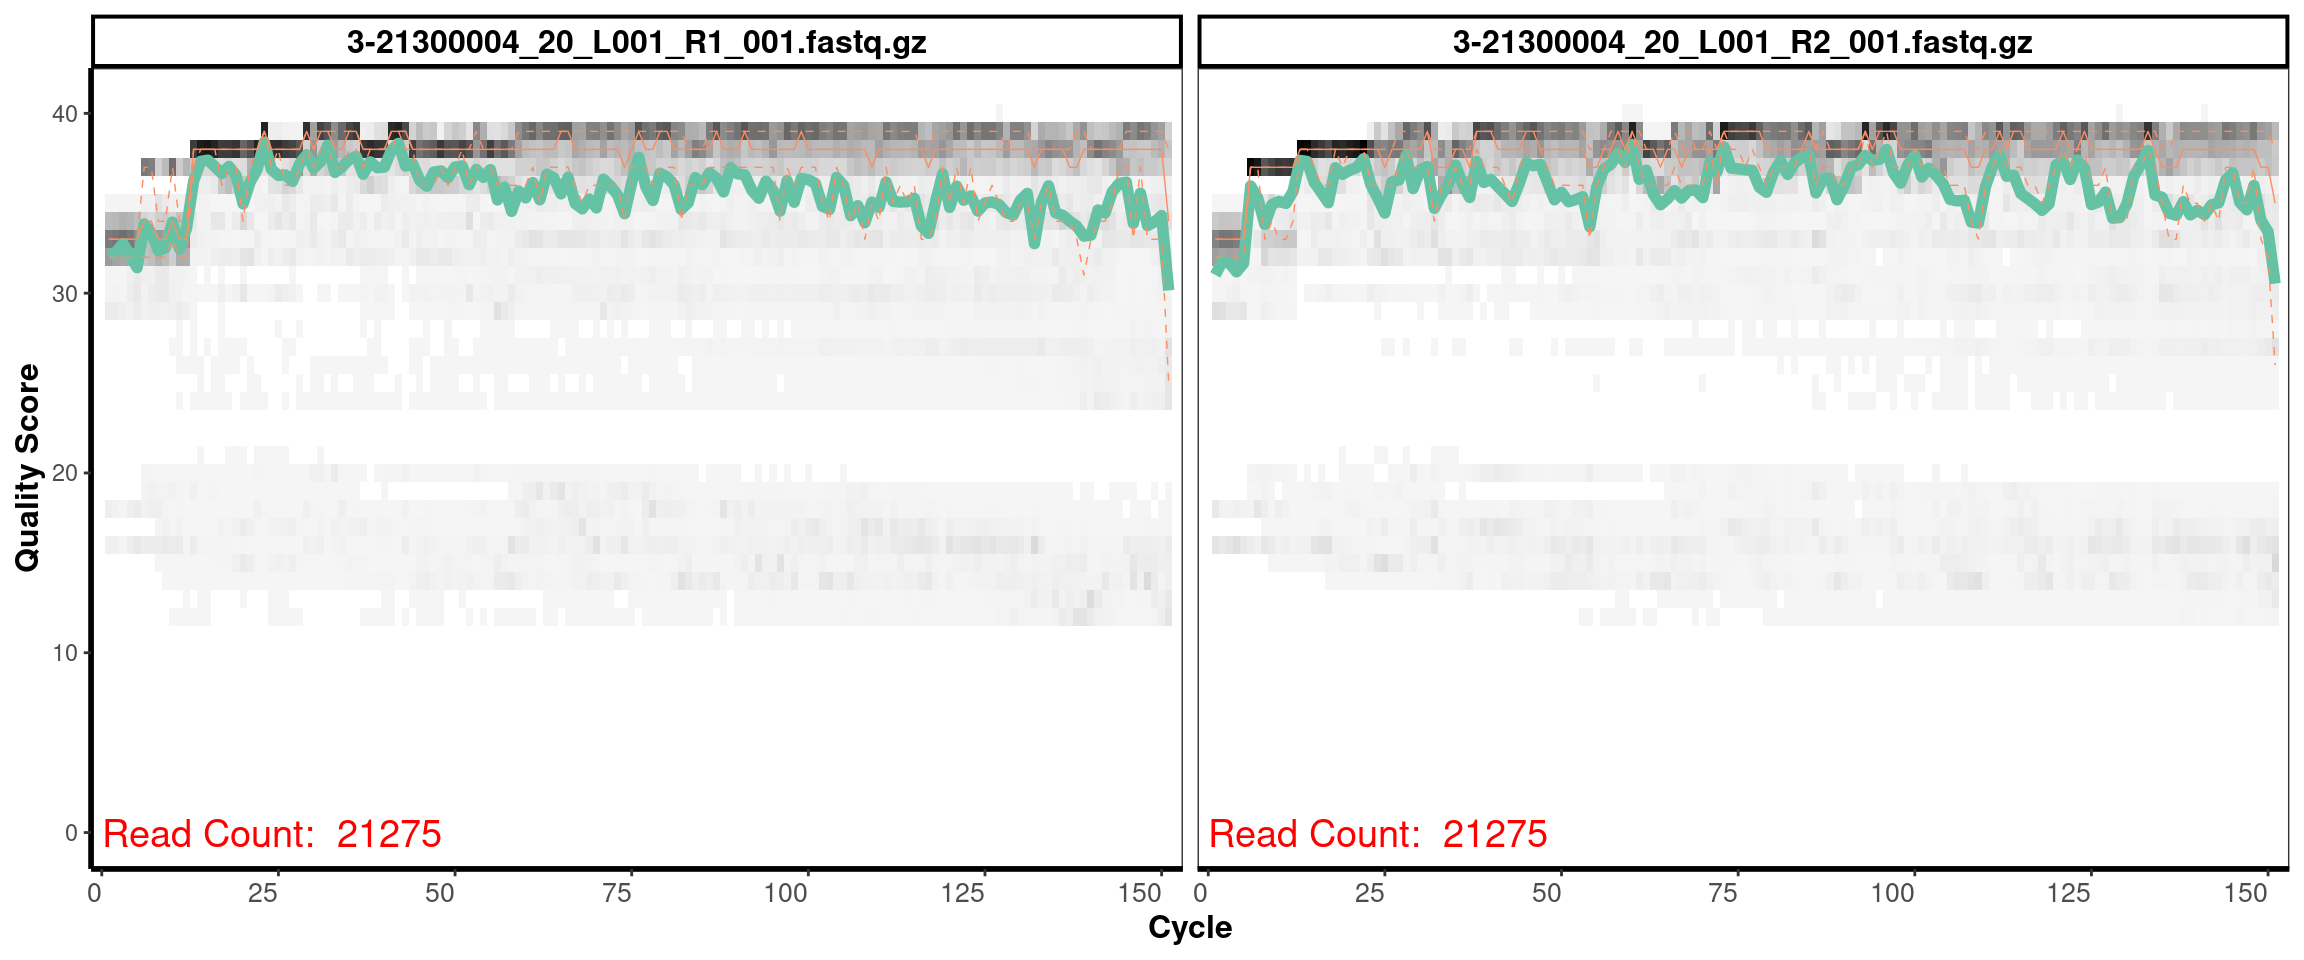 3-21300004_20_L001_R1_001.fastq.gz
3-21300004_20_L001_R2_001.fastq.gz
Quality Score
40
30
20
10
0
Read Count: 21275
Read Count: 21275
0 25 50 75 100 125 150
0 25 50 75 100 125 150
Cycle